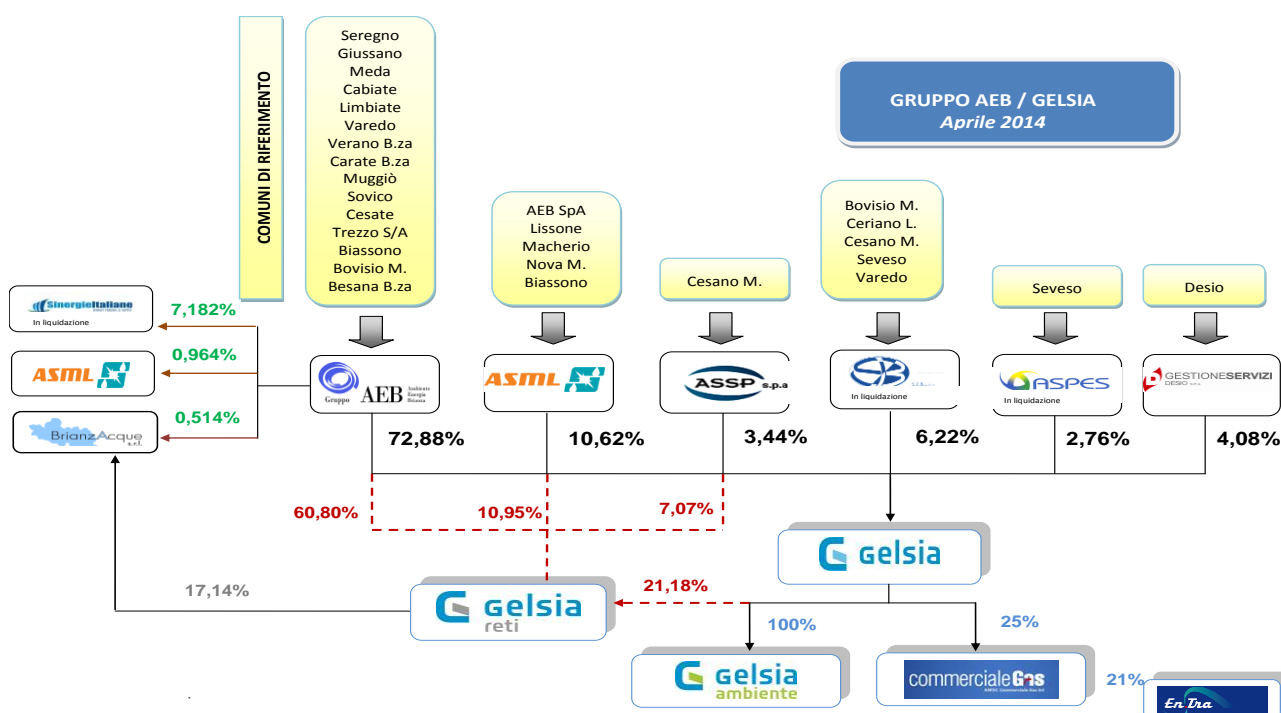 COMUNI DI RIFERIMENTO
Seregno
Giussano
Meda
Cabiate
Limbiate
Varedo
Verano B.za
Carate B.za
Muggiò
Sovico
Cesate
Trezzo S/A
Biassono
Bovisio M.
Besana B.za
AEB SpA
Lissone
Macherio
Nova M.
Biassono
Cesano M.
Bovisio M.
Ceriano L.
Cesano M.
Seveso
Varedo
Seveso
Desio
GRUPPO AEB / GELSIA
Aprile 2014
SinergieItaliane
In liquidazione
7,182%
ASML
0,964%
BrianzAcque
s.r.l.
0,514%
Gruppo AEB Ambiente Energia Brianza
ASML
ASSP s.p.a
SB
In liquidazione
ASPES
In liquidazione
GESTIONESERVIZI
DESIO
72,88%
10,62%
3,44%
6,22%
2,76%
4,08%
60,80%
10,95%
7,07%
Gelsia
17,14%
Gelsia
reti
21,18%
100%
25%
Gelsia
ambiente
commercialeGas
21%
EnTra